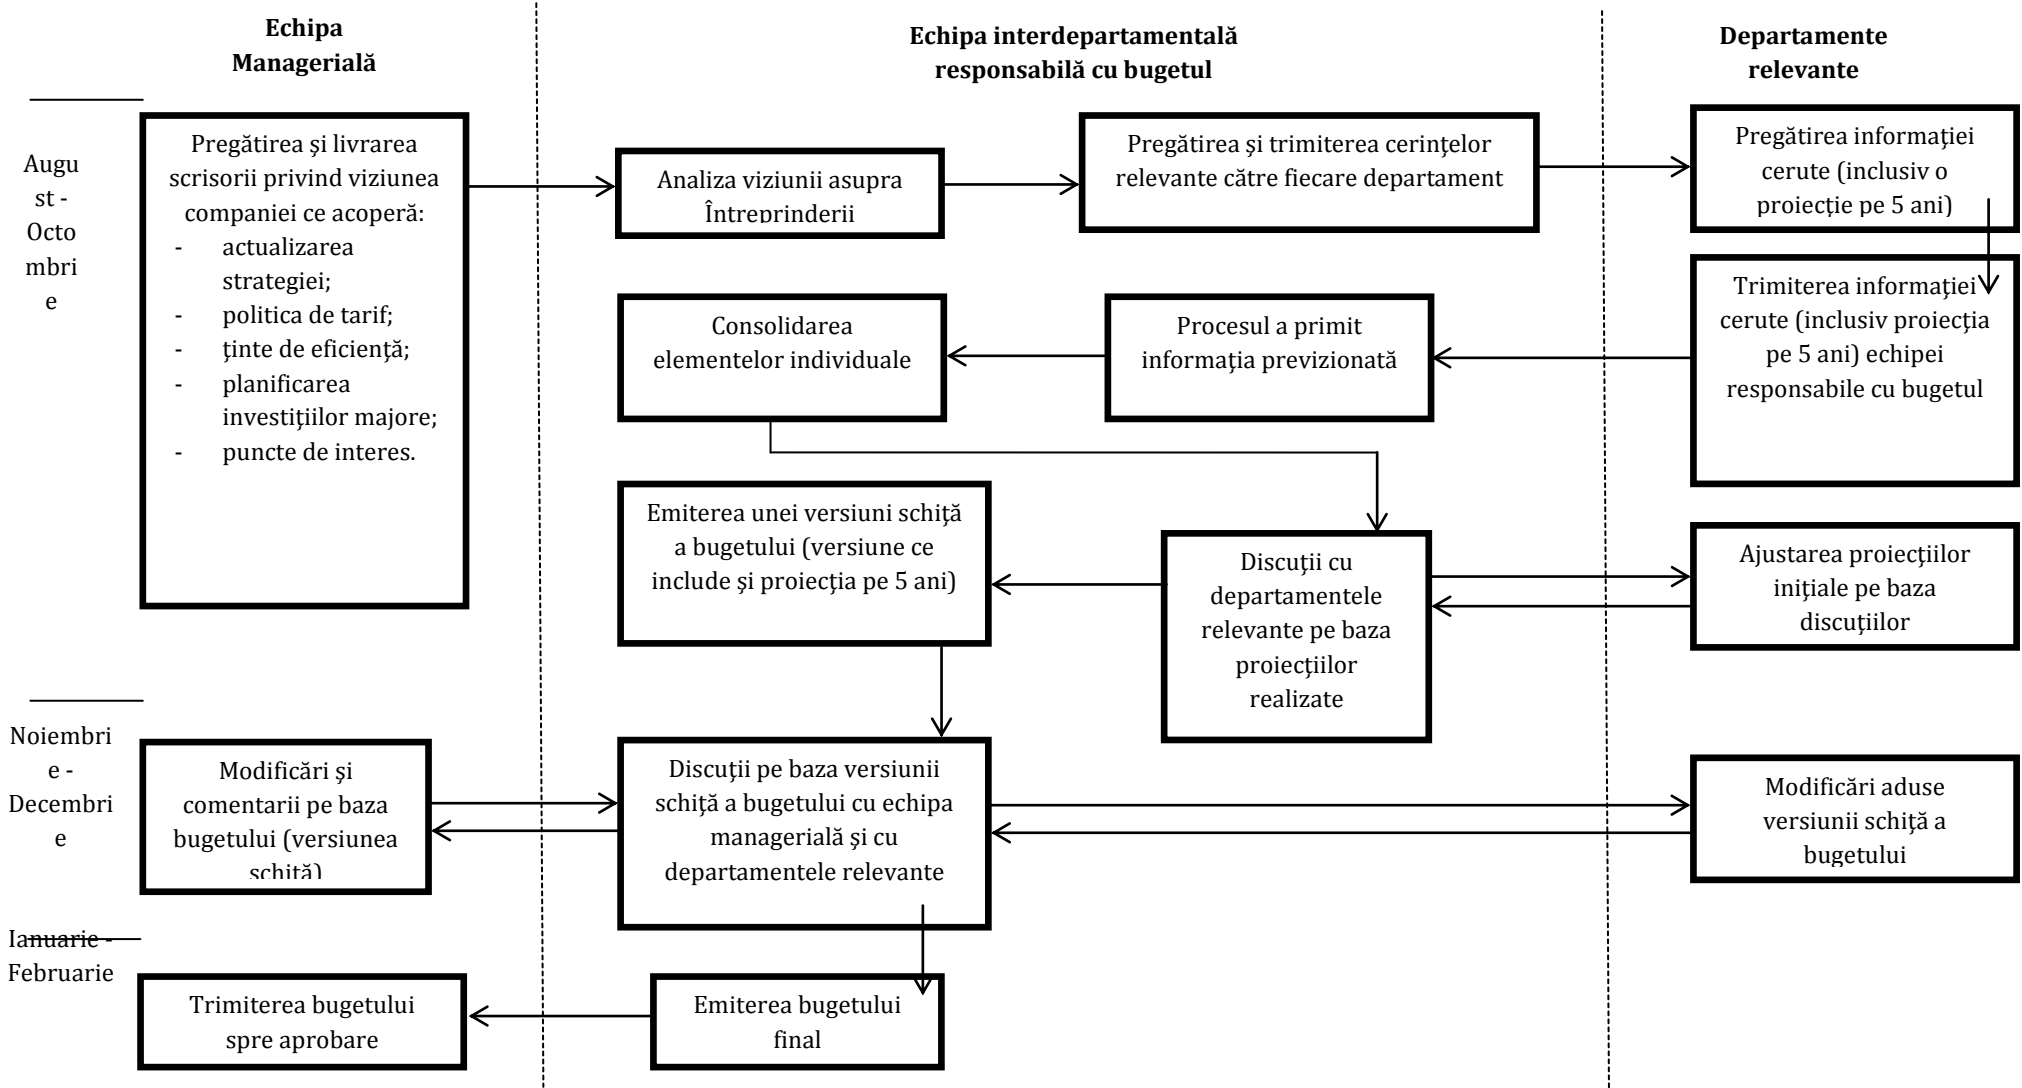 Echipa
Managerială
Echipa interdepartamentală
responsabilă cu bugetul
Departamente
relevante
Augu
st -
Octo
mbri
e
Pregătirea şi livrarea
scrisorii privind viziunea
companiei ce acoperă:
- actualizarea
strategiei;
- politica de tarif;
- ţinte de eficienţă;
- planificarea
investiţiilor majore;
- puncte de interes.
Analiza viziunii asupra
Întreprinderii
Pregătirea şi trimiterea cerinţelor
relevante către fiecare departament
Pregătirea informaţiei
cerute (inclusiv o
proiecţie pe 5 ani)
Trimiterea informaţiei
cerute (inclusiv proiecţia
pe 5 ani) echipei
responsabile cu bugetul
Procesul a primit
informaţia previzionată
Consolidarea
elementelor individuale
Emiterea unei versiuni schiţă
a bugetului (versiune ce
include şi proiecţia pe 5 ani)
Discuţii cu
departamentele
relevante pe baza
proiecţiilor
realizate
Ajustarea proiecţiilor
iniţiale pe baza
discuţiilor
Noiembri
e -
Decembri
e
Modificări şi
comentarii pe baza
bugetului (versiunea
schiţă)
Discuţii pe baza versiunii
schiţă a bugetului cu echipa
managerială şi cu
departamentele relevante
Modificări aduse
versiunii schiţă a
bugetului
Ianuarie -
Februarie
Trimiterea bugetului
spre aprobare
Emiterea bugetului
final